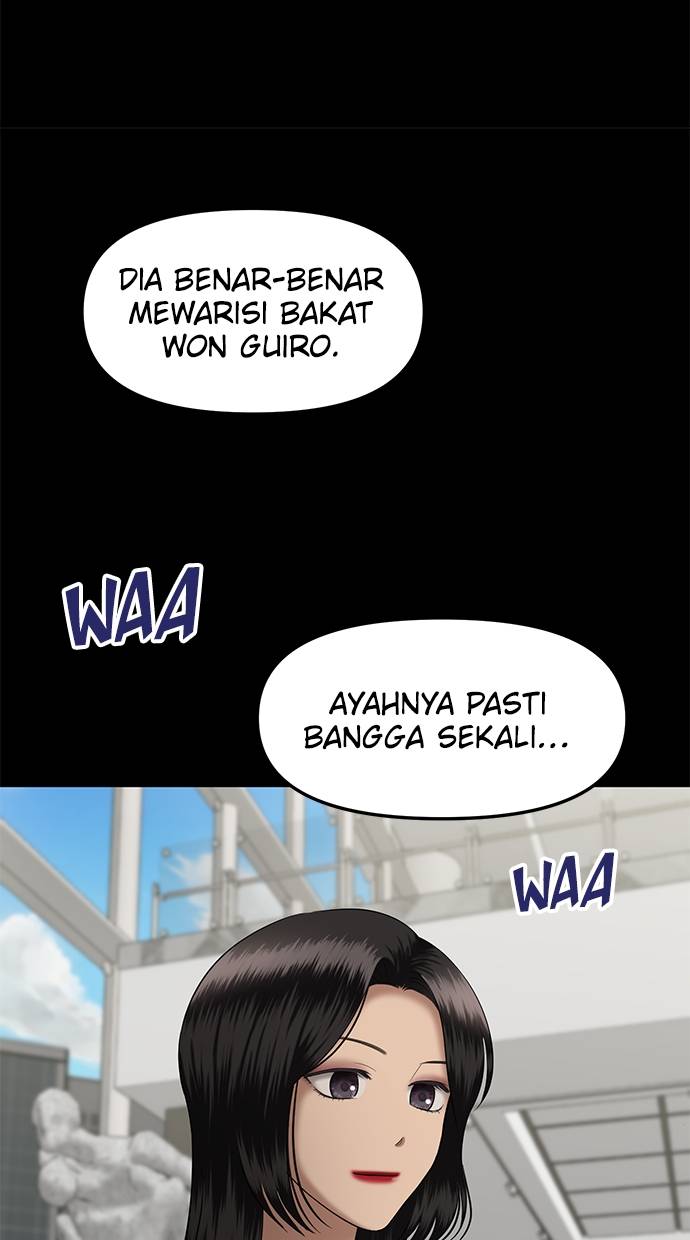 DIA BENAR-BENAR
MEWARISI BAKAT
WON GUIRO.
WAA
AYAHNYA PASTI
BANGGA SEKALI...
WAA